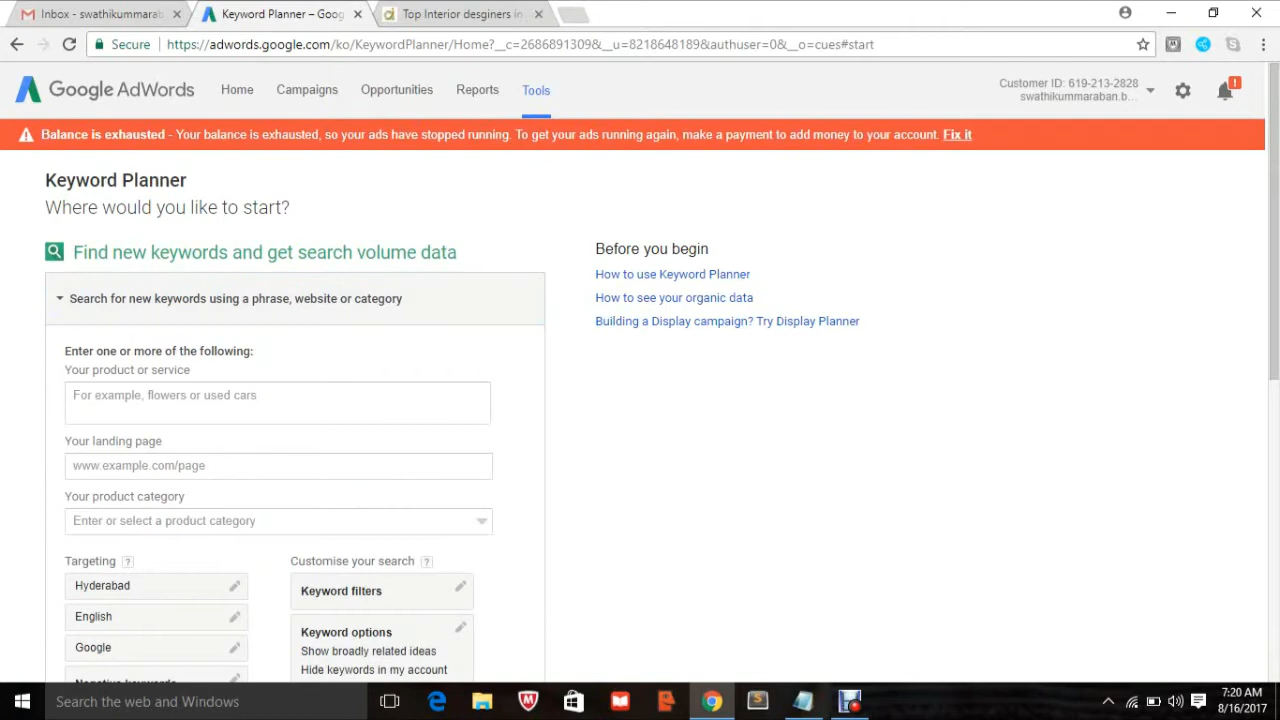 Inbox - swathikummarab
Keyword Planner – Goog
Top Interior desginers in
Secure
https://adwords.google.com/ko/KeywordPlanner/Home?__c=2686891309&__u=8218648189&authuser=0&__o=cues#start
Google AdWords
Home
Campaigns
Opportunities
Reports
Tools
Customer ID: 619-213-2828
swathikummaraban.b...
Balance is exhausted - Your balance is exhausted, so your ads have stopped running. To get your ads running again, make a payment to add money to your account. Fix it
Keyword Planner
Where would you like to start?
Find new keywords and get search volume data
Search for new keywords using a phrase, website or category
Enter one or more of the following:
Your product or service
For example, flowers or used cars
Your landing page
www.example.com/page
Your product category
Enter or select a product category
Targeting ?
Hyderabad
English
Google
Negative keywords
Customise your search ?
Keyword filters
Keyword options
Show broadly related ideas
Hide keywords in my account
Before you begin
How to use Keyword Planner
How to see your organic data
Building a Display campaign? Try Display Planner
Search the web and Windows
7:20 AM
8/16/2017